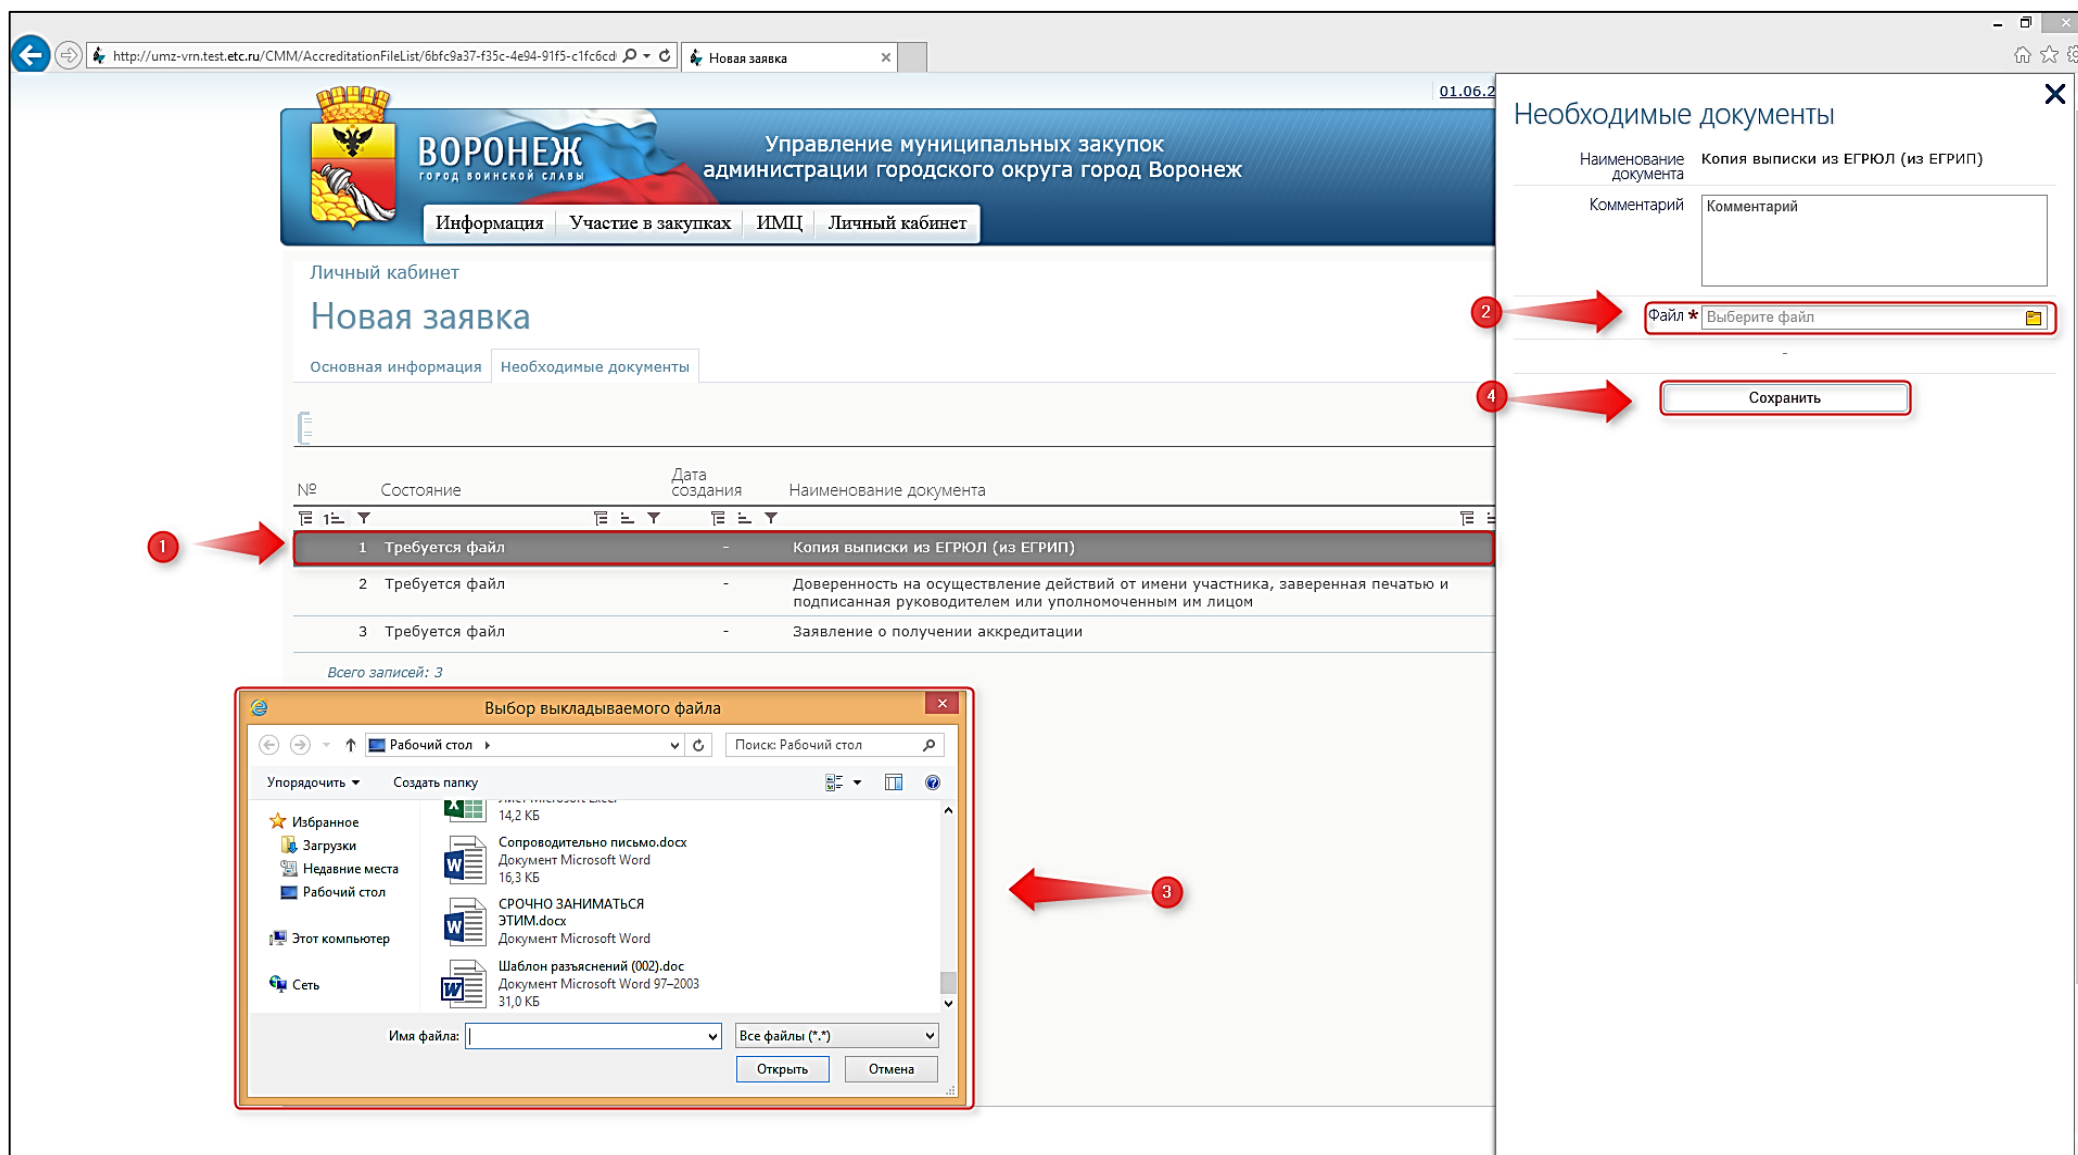 http://umz-vrn.test.etc.ru/CMM/AccreditationFileList/6bfc9a37-f35c-4e94-91f5-c1fc6cd
Новая заявка
01.06.2
ВОРОНЕЖ
ГОРОД ВОИНСКОЙ СЛАВЫ
Управление муниципальных закупок
администрации городского округа город Воронеж
Информация Участие в закупках ИМЦ Личный кабинет
Личный кабинет
Новая заявка
Основная информация Необходимые документы
№ Состояние Дата создания Наименование документа
1
1
1 Требуется файл - Копия выписки из ЕГРЮЛ (из ЕГРИП)
2 Требуется файл - Доверенность на осуществление действий от имени участника, заверенная печатью и
подписанная руководителем или уполномоченным им лицом
3 Требуется файл - Заявление о получении аккредитации
Всего записей: 3
Необходимые документы
Наименование документа Копия выписки из ЕГРЮЛ (из ЕГРИП)
Комментарий Комментарий
2
Файл * Выберите файл
-
4
Сохранить
Выбор выкладываемого файла
Рабочий стол
Поиск: Рабочий стол
Упорядочить Создать папку
Избранное
Загрузки
Недавние места
Рабочий стол
Этот компьютер
Сеть
Лист Microsoft Excel
14,2 КБ
Сопроводительно письмо.docx
Документ Microsoft Word
16,3 КБ
СРОЧНО ЗАНИМАТЬСЯ
ЭТИМ.docx
Документ Microsoft Word
Шаблон разъяснений (002).doc
Документ Microsoft Word 97–2003
31,0 КБ
3
Имя файла:
Все файлы (*.*)
Открыть Отмена